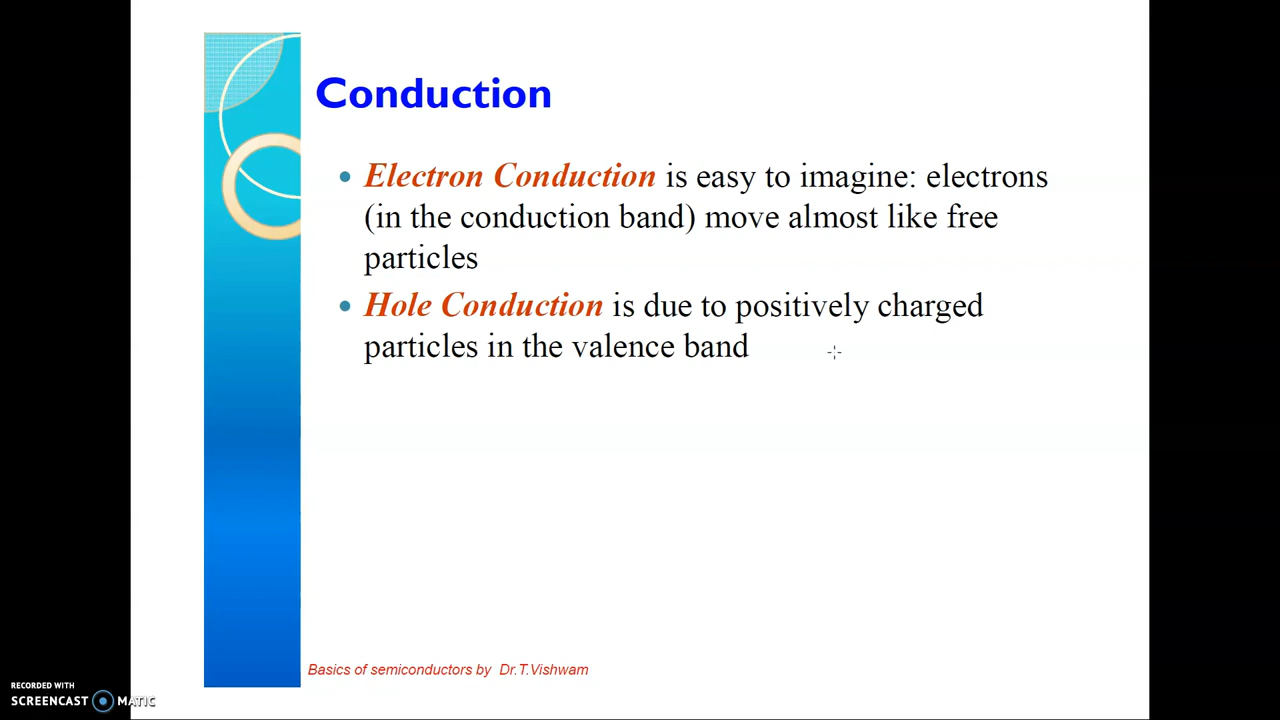 Conduction
Electron Conduction is easy to imagine: electrons
(in the conduction band) move almost like free
particles
Hole Conduction is due to positively charged
particles in the valence band
Basics of semiconductors by Dr.T.Vishwam
RECORDED WITH
SCREENCAST MATIC